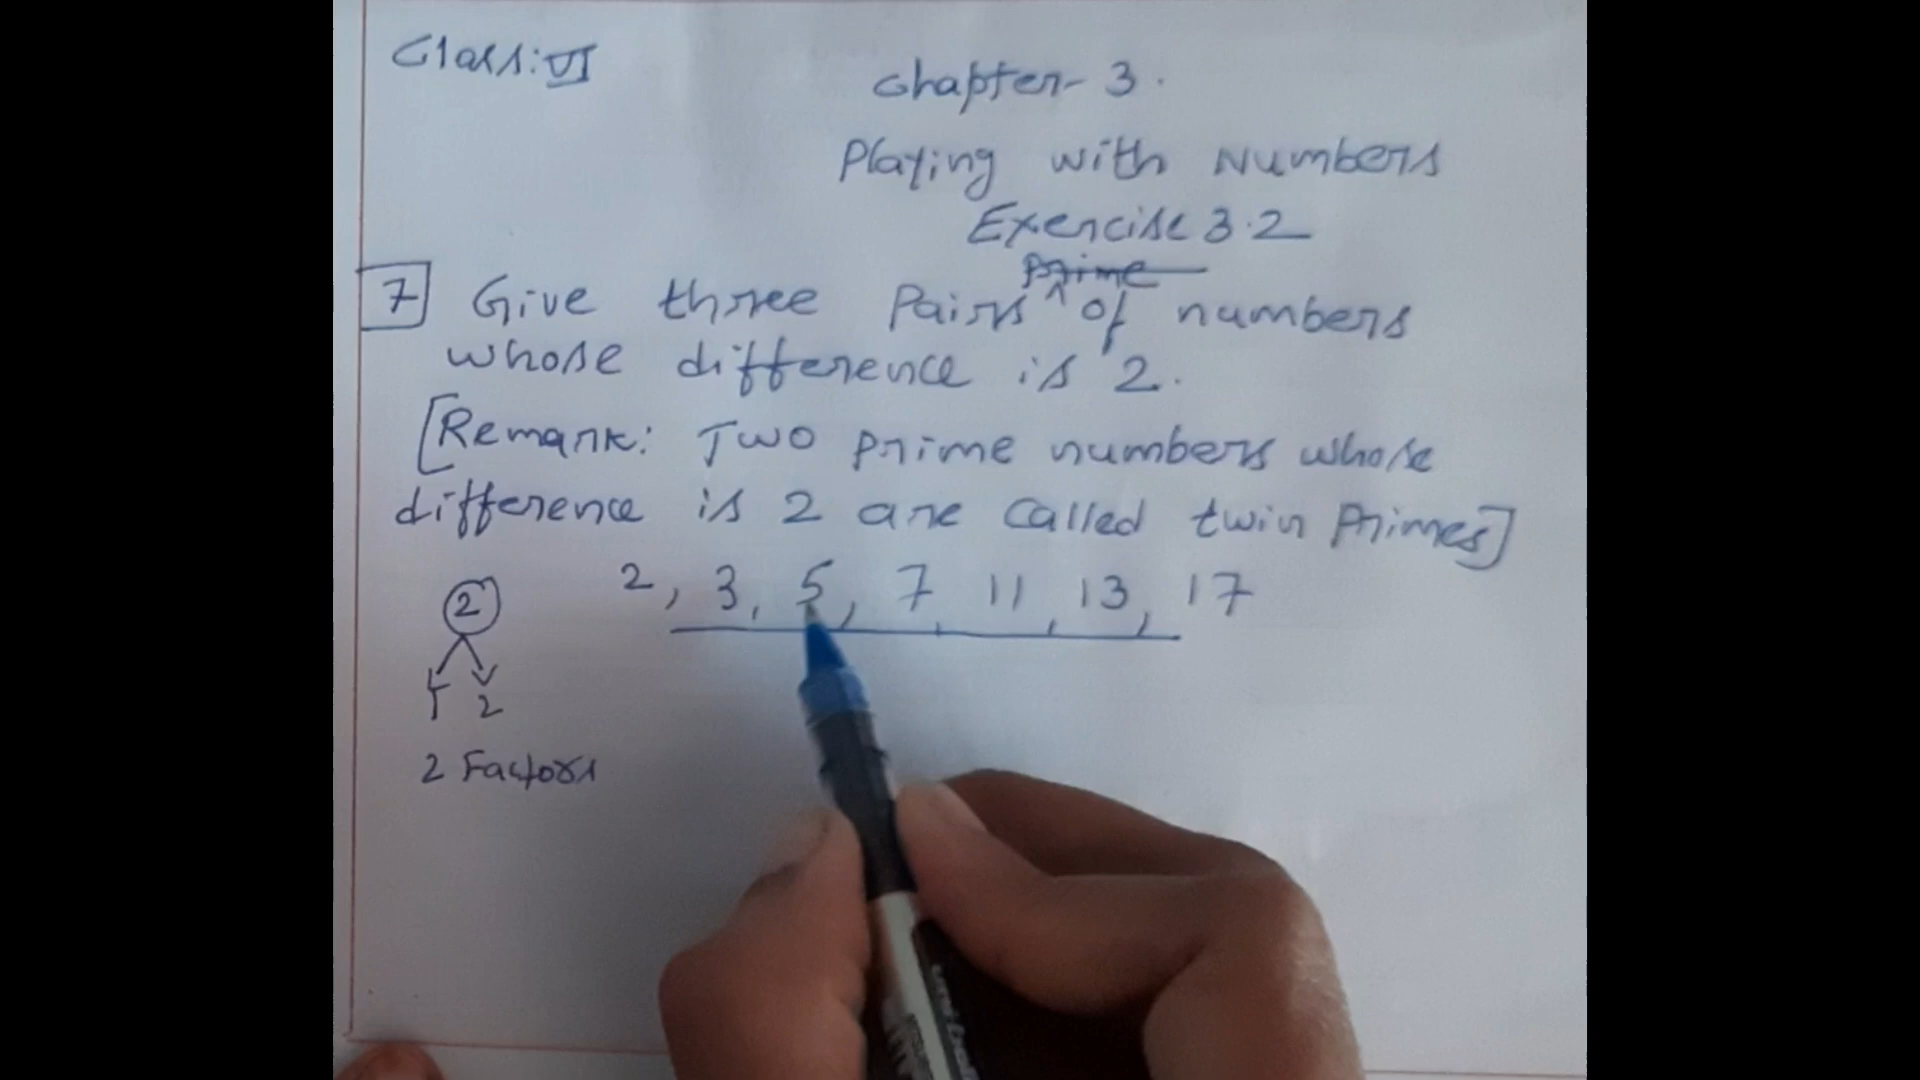 Class: VI
Chapter- 3.
Playing with Numbers
Exercise 3.2
prime
7 Give three Pairs ^ of numbers
whose difference is 2.
[Remark: Two prime numbers whose
difference is 2 are called twin Primes]
2, 3, 5, 7, 11, 13, 17
2
1 2
2 Factors